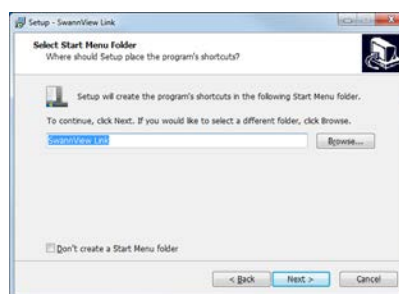 Setup - SwannView Link
Select Start Menu Folder
Where should Setup place the program's shortcuts?
Setup will create the program's shortcuts in the following Start Menu folder.
To continue, click Next. If you would like to select a different folder, click Browse.
SwannView Link
Browse...
Don't create a Start Menu folder
< Back
Next >
Cancel